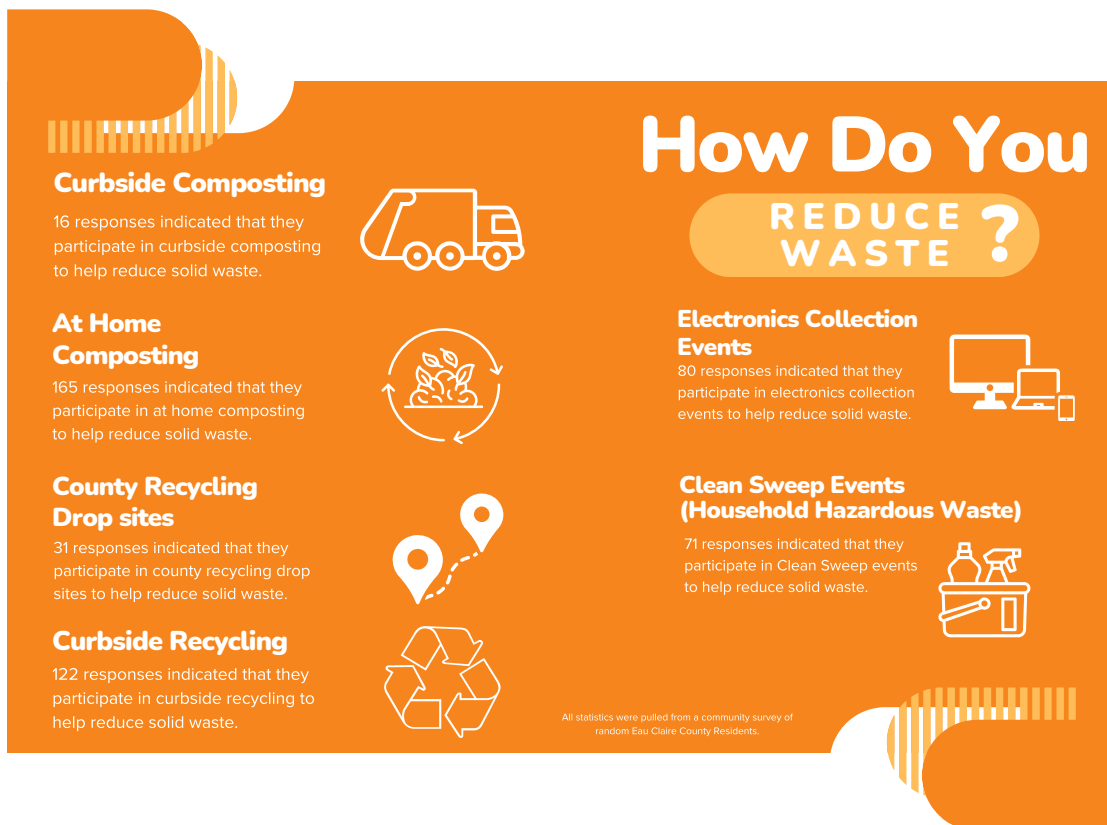 How Do You
REDUCE
WASTE ?
Curbside Composting
16 responses indicated that they
participate in curbside composting
to help reduce solid waste.
At Home
Composting
165 responses indicated that they
participate in at home composting
to help reduce solid waste.
County Recycling
Drop sites
31 responses indicated that they
participate in county recycling drop
sites to help reduce solid waste.
Curbside Recycling
122 responses indicated that they
participate in curbside recycling to
help reduce solid waste.
Electronics Collection
Events
80 responses indicated that they
participate in electronics collection
events to help reduce solid waste.
Clean Sweep Events
(Household Hazardous Waste)
71 responses indicated that they
participate in Clean Sweep events
to help reduce solid waste.
All statistics were pulled from a community survey of
random Eau Claire County Residents.